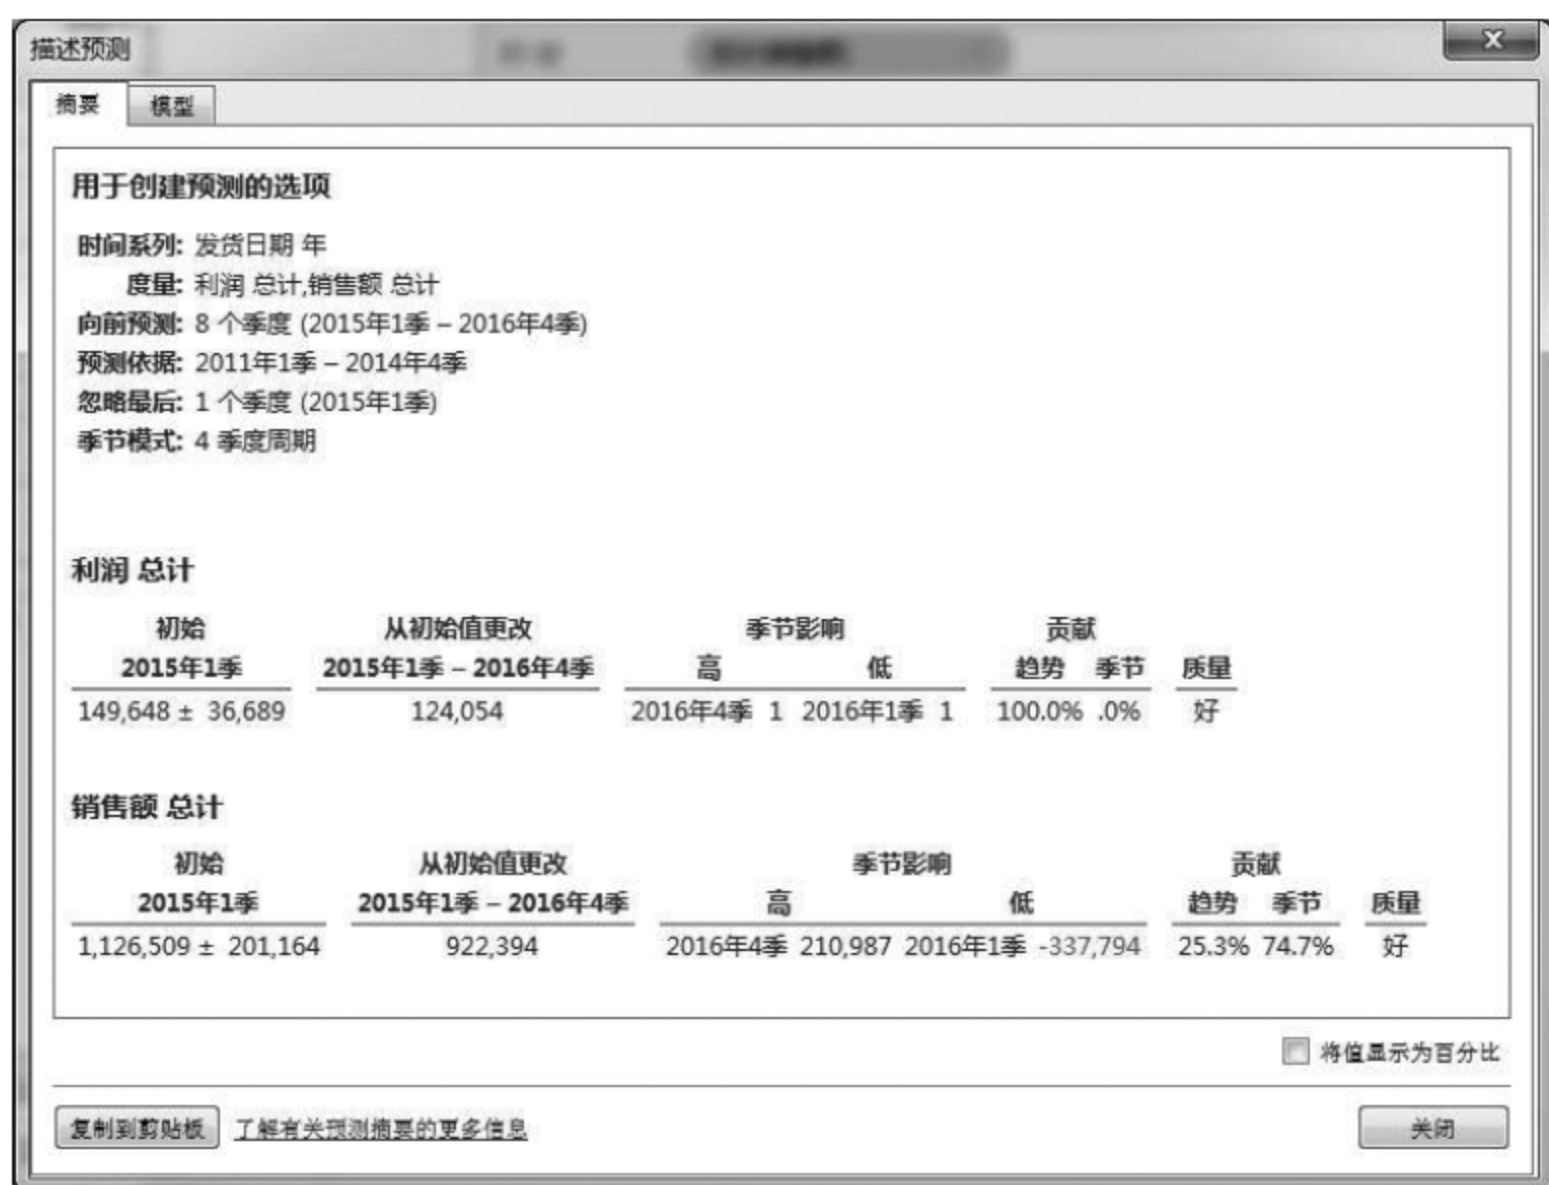 描述预测
摘要 模型
用于创建预测的选项
时间系列: 发货日期 年
度量: 利润 总计,销售额 总计
向前预测: 8 个季度 (2015年1季 – 2016年4季)
预测依据: 2011年1季 – 2014年4季
忽略最后: 1 个季度 (2015年1季)
季节模式: 4 季度周期
利润 总计
初始 从初始值更改 季节影响 贡献
2015年1季 2015年1季 – 2016年4季 高 低 趋势 季节 质量
149,648 ± 36,689 124,054 2016年4季 1 2016年1季 1 100.0% .0% 好
销售额 总计
初始 从初始值更改 季节影响 贡献
2015年1季 2015年1季 – 2016年4季 高 低 趋势 季节 质量
1,126,509 ± 201,164 922,394 2016年4季 210,987 2016年1季 -337,794 25.3% 74.7% 好
将值显示为百分比
复制到剪贴板 了解有关预测摘要的更多信息 关闭